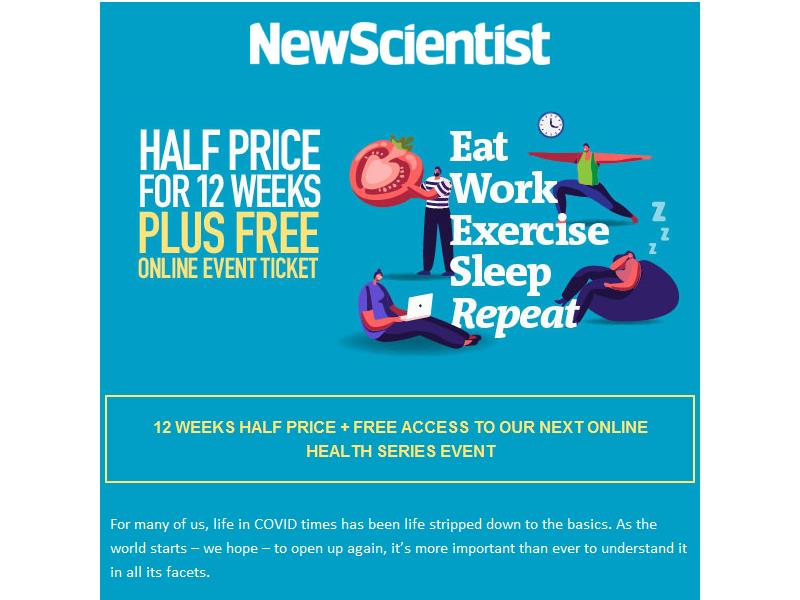 NewScientist
HALF PRICE
FOR 12 WEEKS
PLUS FREE
ONLINE EVENT TICKET
Eat
Work
Exercise
Sleep
Repeat
Z
Z
Z
12 WEEKS HALF PRICE + FREE ACCESS TO OUR NEXT ONLINE
HEALTH SERIES EVENT
For many of us, life in COVID times has been life stripped down to the basics. As the
world starts – we hope – to open up again, it’s more important than ever to understand it
in all its facets.